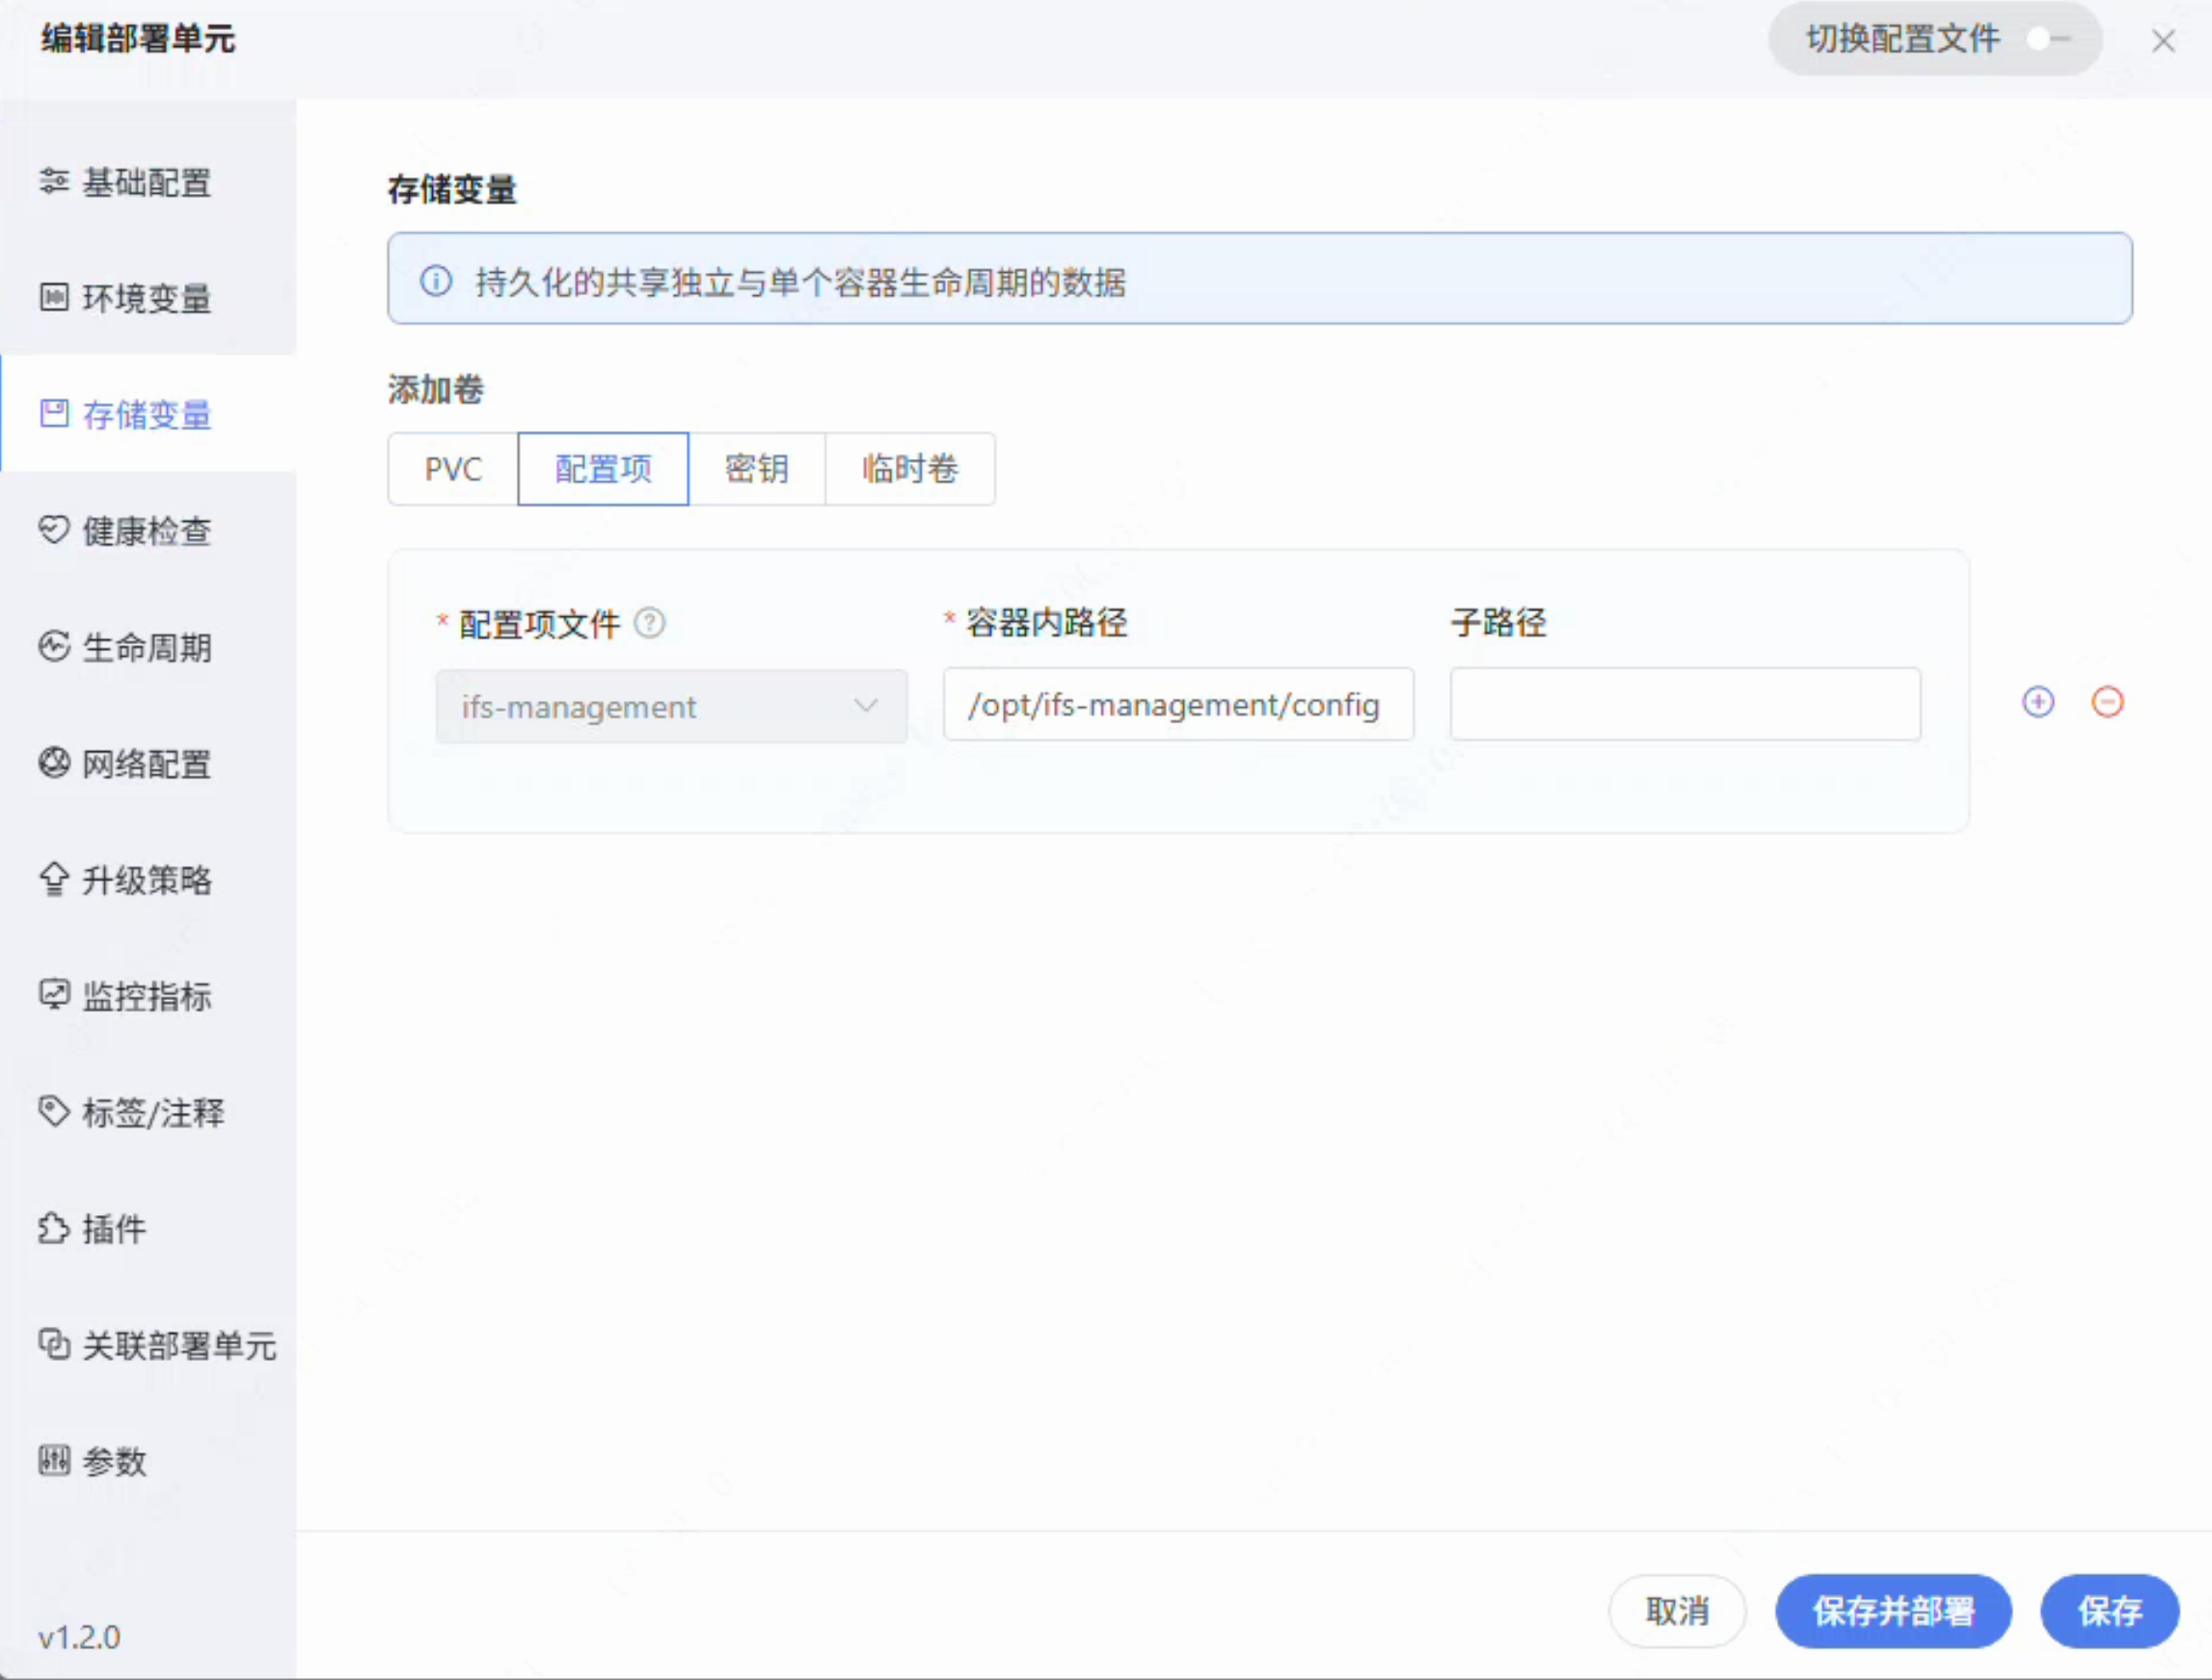 编辑部署单元
切换配置文件
基础配置
环境变量
存储变量
健康检查
生命周期
网络配置
升级策略
监控指标
标签/注释
插件
关联部署单元
参数
v1.2.0
存储变量
持久化的共享独立与单个容器生命周期的数据
添加卷
PVC 配置项 密钥 临时卷
* 配置项文件 * 容器内路径 子路径
ifs-management /opt/ifs-management/config
取消 保存并部署 保存